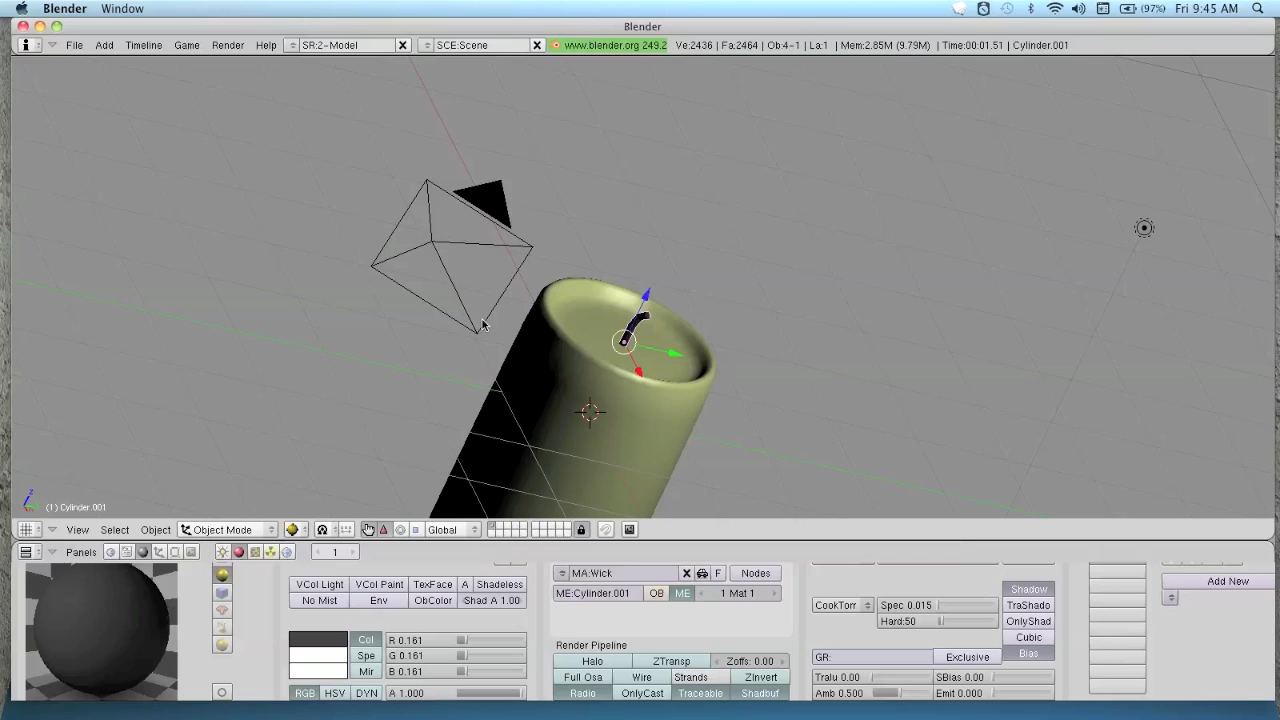 Blender Window (97%) Fri 9:45 AM
Blender
File Add Timeline Game Render Help SR:2-Model X SCE:Scene X www.blender.org 249.2 Ve:2436 | Fa:2464 | Ob:4-1 | La:1 | Mem:2.85M (9.79M) | Time:00:01.51 | Cylinder.001
z
(1) Cylinder.001
View Select Object Object Mode Global
Panels 1
VCol Light VCol Paint TexFace A Shadeless
No Mist Env ObColor Shad A 1.00
MA:Wick X F Nodes
ME:Cylinder.001 OB ME 1 Mat 1
Render Pipeline
Halo ZTransp Zoffs: 0.00
Full Osa Wire Strands ZInvert
Radio OnlyCast Traceable Shadbuf
Col R 0.161
Spe G 0.161
Mir B 0.161
RGB HSV DYN A 1.000
CookTorr Spec 0.015
Hard:50
GR: Exclusive
Tralu 0.00 SBias 0.00
Amb 0.500 Emit 0.000
Shadow
TraShado
OnlyShad
Cubic
Bias
Add New